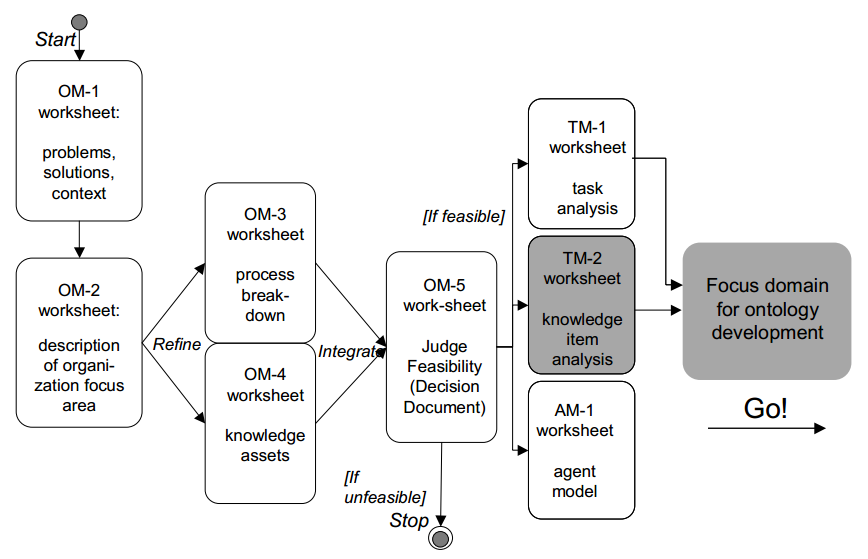 Start
OM-1
worksheet:
problems,
solutions,
context
OM-2
worksheet:
description
of organi-
zation focus
area
Refine
OM-3
worksheet
process
break-
down
OM-4
worksheet
knowledge
assets
Integrate
OM-5
work-sheet
Judge
Feasibility
(Decision
Document)
[If feasible]
[If
unfeasible]
Stop
TM-1
worksheet
task
analysis
TM-2
worksheet
knowledge
item
analysis
AM-1
worksheet
agent
model
Focus domain
for ontology
development
Go!